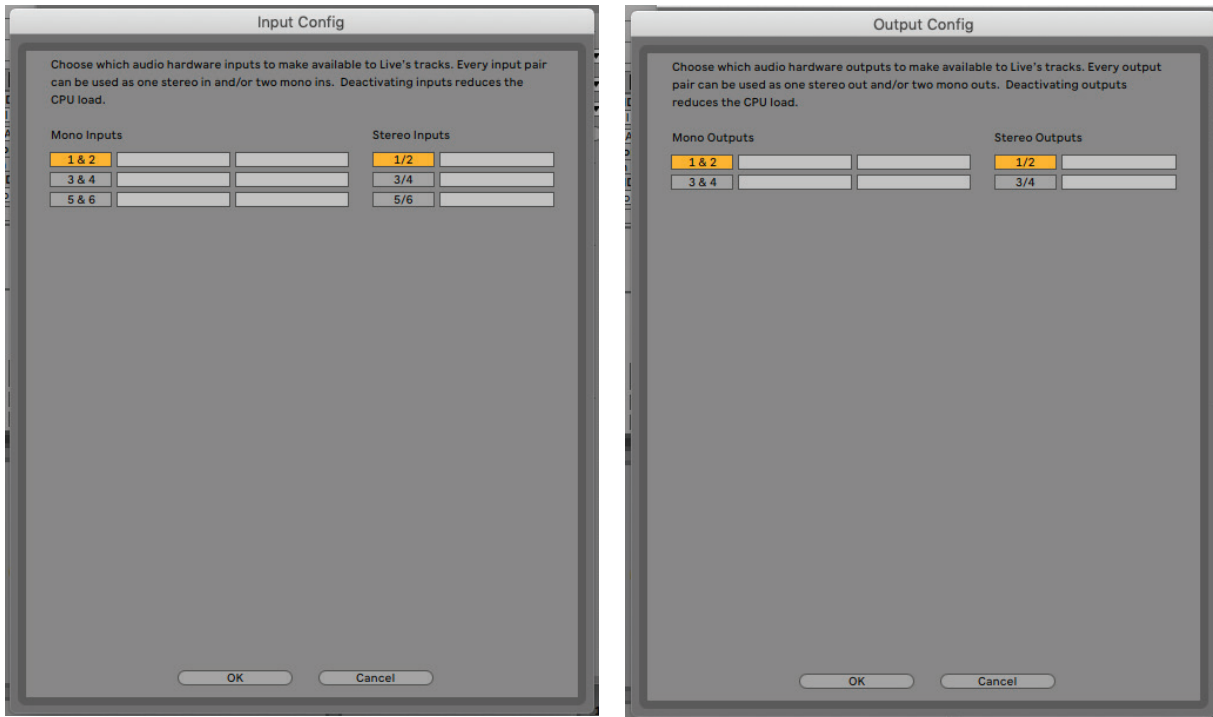 Input Config
Choose which audio hardware inputs to make available to Live's tracks. Every input pair
can be used as one stereo in and/or two mono ins.  Deactivating inputs reduces the
CPU load.
Mono Inputs
Stereo Inputs
1 & 2
1/2
3 & 4
3/4
5 & 6
5/6
OK
Cancel
Output Config
Choose which audio hardware outputs to make available to Live's tracks. Every output
pair can be used as one stereo out and/or two mono outs.  Deactivating outputs
reduces the CPU load.
Mono Outputs
Stereo Outputs
1 & 2
1/2
3 & 4
3/4
OK
Cancel